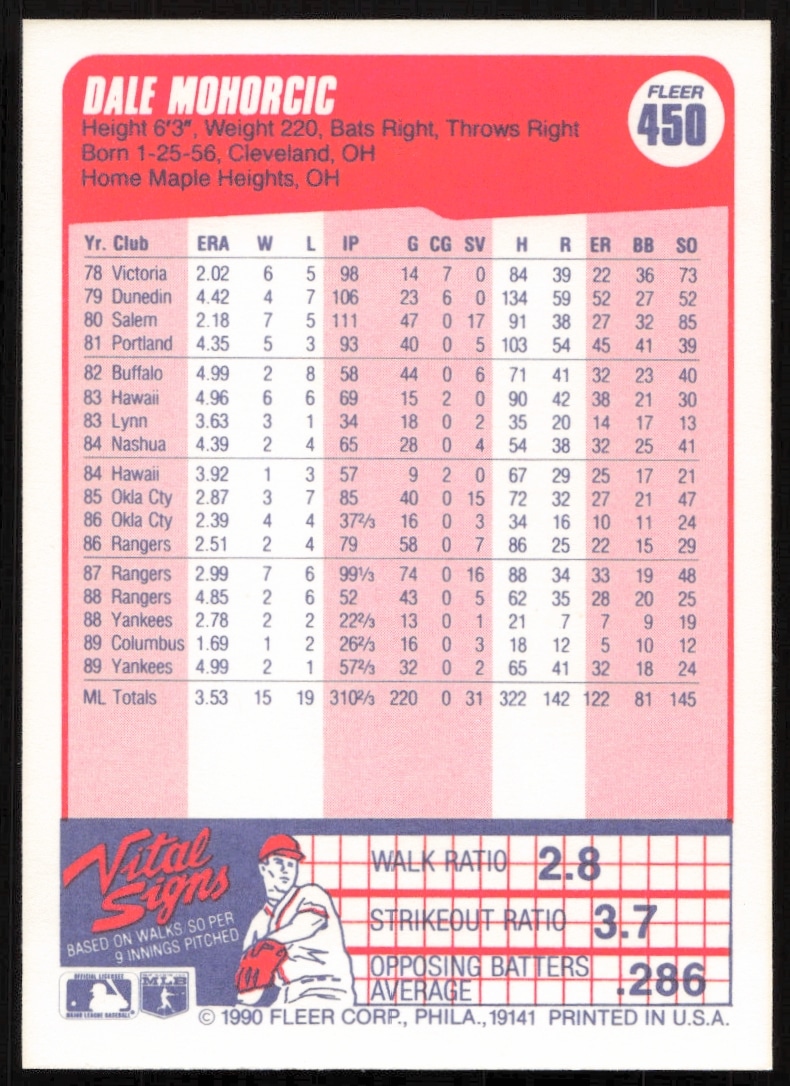 DALE MOHORCIC
FLEER
450
Height 6'3", Weight 220, Bats Right, Throws Right
Born 1-25-56, Cleveland, OH
Home Maple Heights, OH
Yr. Club ERA W L IP G CG SV H R ER BB SO
78 Victoria 2.02 6 5 98 14 7 0 84 39 22 36 73
79 Dunedin 4.42 4 7 106 23 6 0 134 59 52 27 52
80 Salem 2.18 7 5 111 47 0 17 91 38 27 32 85
81 Portland 4.35 5 3 93 40 0 5 103 54 45 41 39
82 Buffalo 4.99 2 8 58 44 0 6 71 41 32 23 40
83 Hawaii 4.96 6 6 69 15 2 0 90 42 38 21 30
83 Lynn 3.63 3 1 34 18 0 2 35 20 14 17 13
84 Nashua 4.39 2 4 65 28 0 4 54 38 32 25 41
84 Hawaii 3.92 1 3 57 9 2 0 67 29 25 17 21
85 Okla Cty 2.87 3 7 85 40 0 15 72 32 27 21 47
86 Okla Cty 2.39 4 4 372/3 16 0 3 34 16 10 11 24
86 Rangers 2.51 2 4 79 58 0 7 86 25 22 15 29
87 Rangers 2.99 7 6 991/3 74 0 16 88 34 33 19 48
88 Rangers 4.85 2 6 52 43 0 5 62 35 28 20 25
88 Yankees 2.78 2 2 222/3 13 0 1 21 7 7 9 19
89 Columbus 1.69 1 2 262/3 16 0 3 18 12 5 10 12
89 Yankees 4.99 2 1 572/3 32 0 2 65 41 32 18 24
ML Totals 3.53 15 19 3102/3 220 0 31 322 142 122 81 145
Vital
Signs
BASED ON WALKS/SO PER
9 INNINGS PITCHED
WALK RATIO 2.8
STRIKEOUT RATIO 3.7
OPPOSING BATTERS
AVERAGE .286
OFFICIAL LICENSEE
MAJOR LEAGUE BASEBALL
MLB
© 1990 FLEER CORP., PHILA., 19141 PRINTED IN U.S.A.